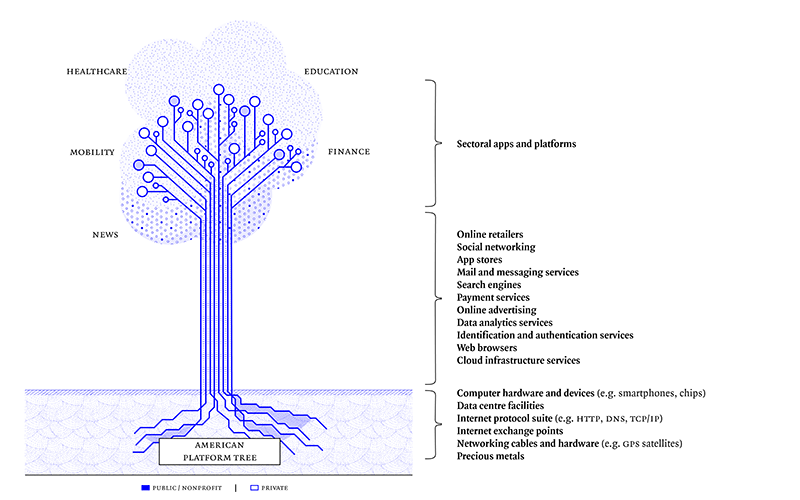 HEALTHCARE
EDUCATION
MOBILITY
FINANCE
NEWS
AMERICAN
PLATFORM TREE
PUBLIC / NONPROFIT | PRIVATE
Sectoral apps and platforms
Online retailers
Social networking
App stores
Mail and messaging services
Search engines
Payment services
Online advertising
Data analytics services
Identification and authentication services
Web browsers
Cloud infrastructure services
Computer hardware and devices (e.g. smartphones, chips)
Data centre facilities
Internet protocol suite (e.g. HTTP, DNS, TCP/IP)
Internet exchange points
Networking cables and hardware (e.g. GPS satellites)
Precious metals